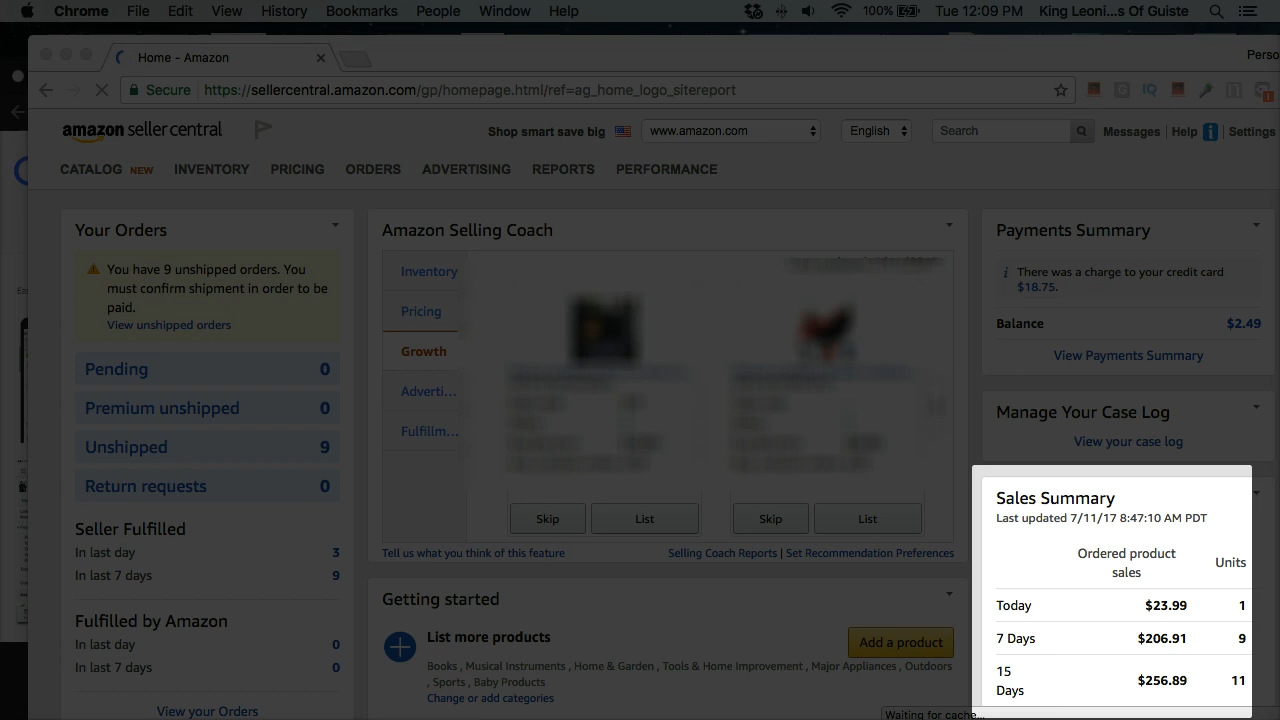 Chrome File Edit View History Bookmarks People Window Help 100% Tue 12:09 PM King Leoni...s Of Guiste
Home - Amazon
Perso
Secure https://sellercentral.amazon.com/gp/homepage.html/ref=ag_home_logo_sitereport
amazon seller central
Shop smart save big www.amazon.com English Search Messages | Help | Settings
CATALOG NEW INVENTORY PRICING ORDERS ADVERTISING REPORTS PERFORMANCE
Your Orders
You have 9 unshipped orders. You
must confirm shipment in order to be
paid.
View unshipped orders
Pending 0
Premium unshipped 0
Unshipped 9
Return requests 0
Seller Fulfilled
In last day 3
In last 7 days 9
Fulfilled by Amazon
In last day 0
In last 7 days 0
View your Orders
Amazon Selling Coach
Inventory
Pricing
Growth
Adverti...
Fulfillm...
Skip List Skip List
Tell us what you think of this feature Selling Coach Reports | Set Recommendation Preferences
Getting started
List more products
Add a product
Books , Musical Instruments , Home & Garden , Tools & Home Improvement , Major Appliances , Outdoors
, Sports , Baby Products
Change or add categories
Payments Summary
There was a charge to your credit card
$18.75.
Balance $2.49
View Payments Summary
Manage Your Case Log
View your case log
Sales Summary
Last updated 7/11/17 8:47:10 AM PDT
Ordered product
sales
Units
Today $23.99 1
7 Days $206.91 9
15
Days
$256.89 11
Waiting for cache...